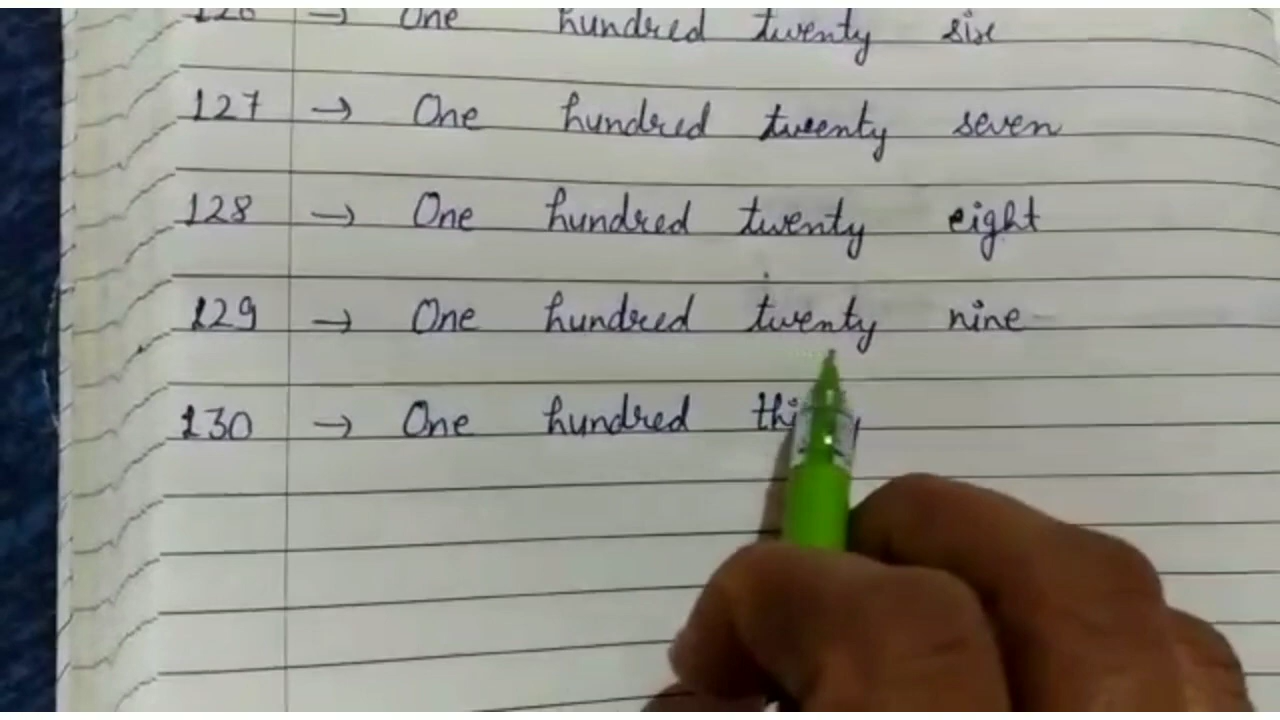 126 → One hundred twenty six
127 → One hundred twenty seven
128 → One hundred twenty eight
129 → One hundred twenty nine
130 → One hundred